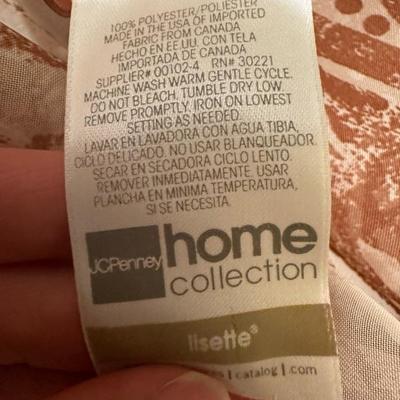 100% POLYESTER/POLIESTER
MADE IN THE USA OF IMPORTED
FABRIC FROM CANADA
HECHO EN EE.UU. CON TELA
IMPORTADA DE CANADA
SUPPLIER# 00102-4 RN# 30221
MACHINE WASH WARM GENTLE CYCLE.
DO NOT BLEACH. TUMBLE DRY LOW.
REMOVE PROMPTLY. IRON ON LOWEST
SETTING AS NEEDED.
LAVAR EN LAVADORA CON AGUA TIBIA,
CICLO DELICADO. NO USAR BLANQUEADOR.
SECAR EN SECADORA CICLO LENTO.
REMOVER INMEDIATAMENTE. USAR
PLANCHA EN MINIMA TEMPERATURA,
SI SE NECESITA.
JCPenney home
collection
lisette®
| catalog | .com